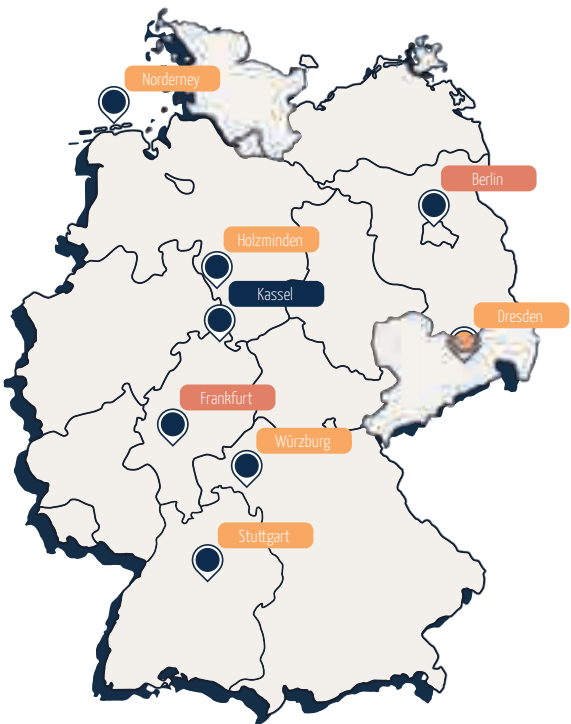 Norderney
Berlin
Holzminden
Kassel
Dresden
Frankfurt
Würzburg
Stuttgart